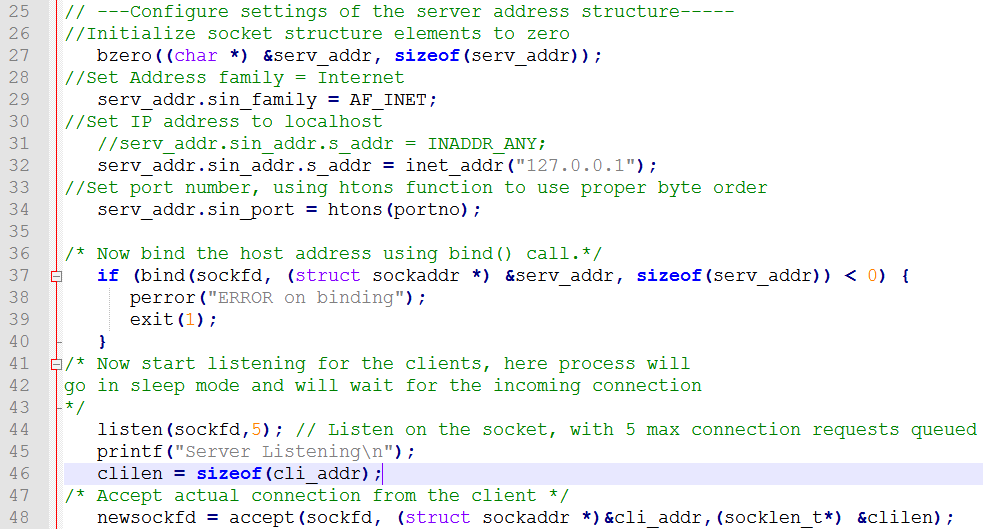 25 // ---Configure settings of the server address structure-----
26 //Initialize socket structure elements to zero
27    bzero((char *) &serv_addr, sizeof(serv_addr));
28 //Set Address family = Internet
29    serv_addr.sin_family = AF_INET;
30 //Set IP address to localhost
31    //serv_addr.sin_addr.s_addr = INADDR_ANY;
32    serv_addr.sin_addr.s_addr = inet_addr("127.0.0.1");
33 //Set port number, using htons function to use proper byte order
34    serv_addr.sin_port = htons(portno);
35
36 /* Now bind the host address using bind() call.*/
37    if (bind(sockfd, (struct sockaddr *) &serv_addr, sizeof(serv_addr)) < 0) {
38       perror("ERROR on binding");
39       exit(1);
40    }
41 /* Now start listening for the clients, here process will
42 go in sleep mode and will wait for the incoming connection
43 */
44    listen(sockfd,5); // Listen on the socket, with 5 max connection requests queued
45    printf("Server Listening\n");
46    clilen = sizeof(cli_addr);
47 /* Accept actual connection from the client */
48    newsockfd = accept(sockfd, (struct sockaddr *)&cli_addr,(socklen_t*) &clilen);